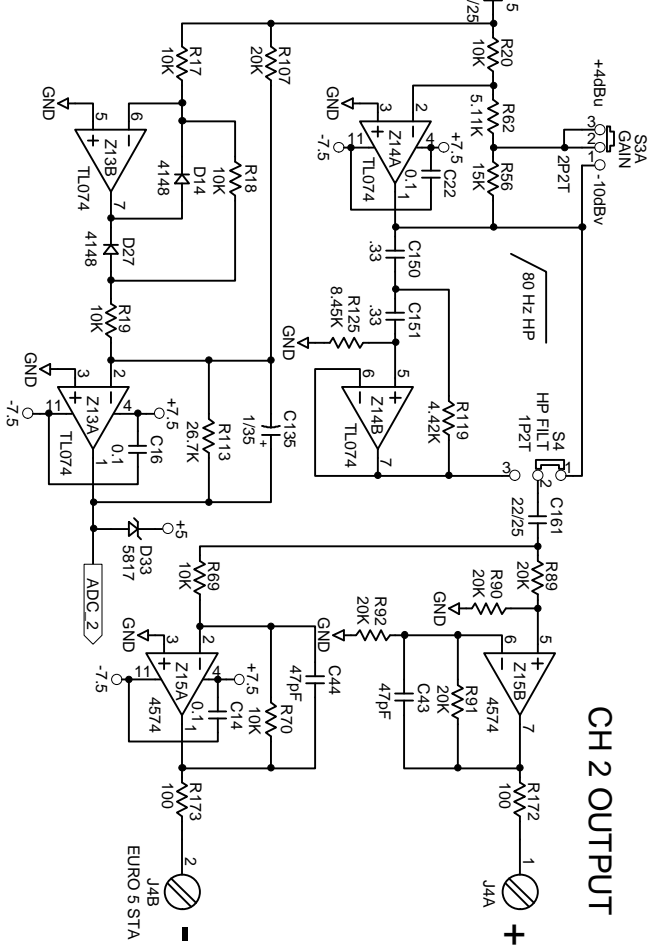 CH 2 OUTPUT
/25
5
R20
10K
R62
5.11K
R56
15K
+4dBu
3
2
1
S3A
GAIN
2P2T
-10dBv
R107
20K
R17
10K
GND
2
3
Z14A
TL074
11
4
1
-7.5
+7.5
0.1
C22
GND
6
5
Z13B
TL074
7
D14
4148
R18
10K
D27
4148
C150
.33
C151
.33
R125
8.45K
GND
80 Hz HP
5
6
Z14B
TL074
7
R119
4.42K
S4
HP FILT
1P2T
1
2
3
R19
10K
GND
2
3
Z13A
TL074
11
4
1
-7.5
+7.5
0.1
C16
R113
26.7K
C135
1/35
+
C161
22/25
D33
5817
+5
ADC_2
R69
10K
R89
20K
R90
20K
GND
R92
20K
GND
5
6
Z15B
4574
7
R91
20K
C43
47pF
R172
100
1
J4A
+
GND
2
3
Z15A
4574
11
4
1
-7.5
+7.5
0.1
C14
R70
10K
C44
47pF
R173
100
2
J4B
EURO 5 STA
-